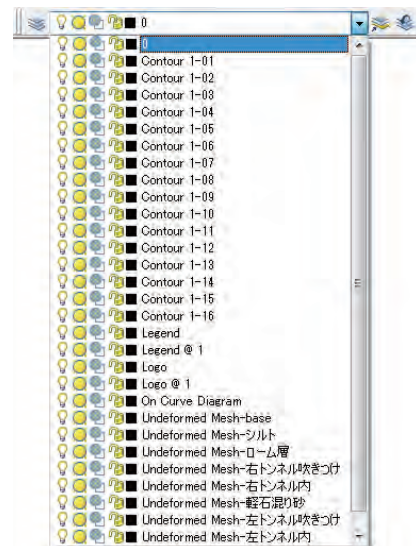 0
0
Contour 1-01
Contour 1-02
Contour 1-03
Contour 1-04
Contour 1-05
Contour 1-06
Contour 1-07
Contour 1-08
Contour 1-09
Contour 1-10
Contour 1-11
Contour 1-12
Contour 1-13
Contour 1-14
Contour 1-15
Contour 1-16
Legend
Legend @ 1
Logo
Logo @ 1
On Curve Diagram
Undeformed Mesh-base
Undeformed Mesh-シルト
Undeformed Mesh-ローム層
Undeformed Mesh-右トンネル吹きつけ
Undeformed Mesh-右トンネル内
Undeformed Mesh-軽石混り砂
Undeformed Mesh-左トンネル吹きつけ
Undeformed Mesh-左トンネル内